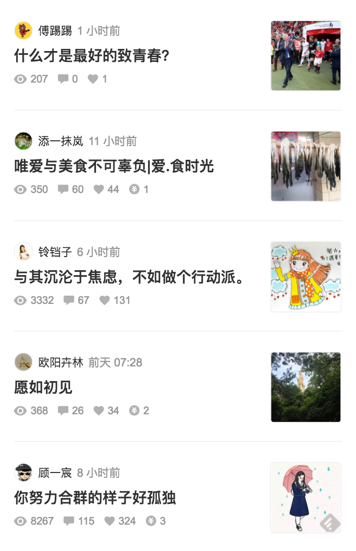 傅踢踢 1 小时前
什么才是最好的致青春?
207 0 1
添一抹岚 11 小时前
唯爱与美食不可辜负|爱.食时光
350 60 44 1
铃铛子 6 小时前
与其沉沦于焦虑，不如做个行动派。
3332 67 131
欧阳卉林 前天 07:28
愿如初见
368 26 34 2
顾一宸 8 小时前
你努力合群的样子好孤独
8267 115 324 3